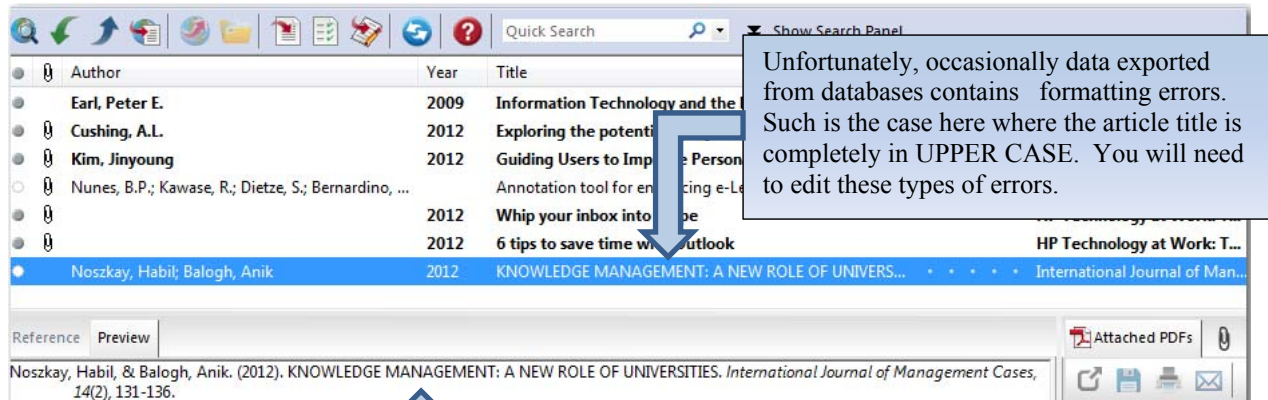 Quick Search Show Search Panel
Author Year Title
Earl, Peter E. 2009 Information Technology and the
Cushing, A.L. 2012 Exploring the potenti
Kim, Jinyoung 2012 Guiding Users to Imp e Person
Nunes, B.P.; Kawase, R.; Dietze, S.; Bernardino, ... Annotation tool for en cing e-Le
2012 Whip your inbox into pe
2012 6 tips to save time w utlook HP Technology at Work: T...
Noszkay, Habil; Balogh, Anik 2012 KNOWLEDGE MANAGEMENT: A NEW ROLE OF UNIVERS... International Journal of Man...
Unfortunately, occasionally data exported
from databases contains formatting errors.
Such is the case here where the article title is
completely in UPPER CASE. You will need
to edit these types of errors.
Reference Preview Attached PDFs
Noszkay, Habil, & Balogh, Anik. (2012). KNOWLEDGE MANAGEMENT: A NEW ROLE OF UNIVERSITIES. International Journal of Management Cases,
14(2), 131-136.